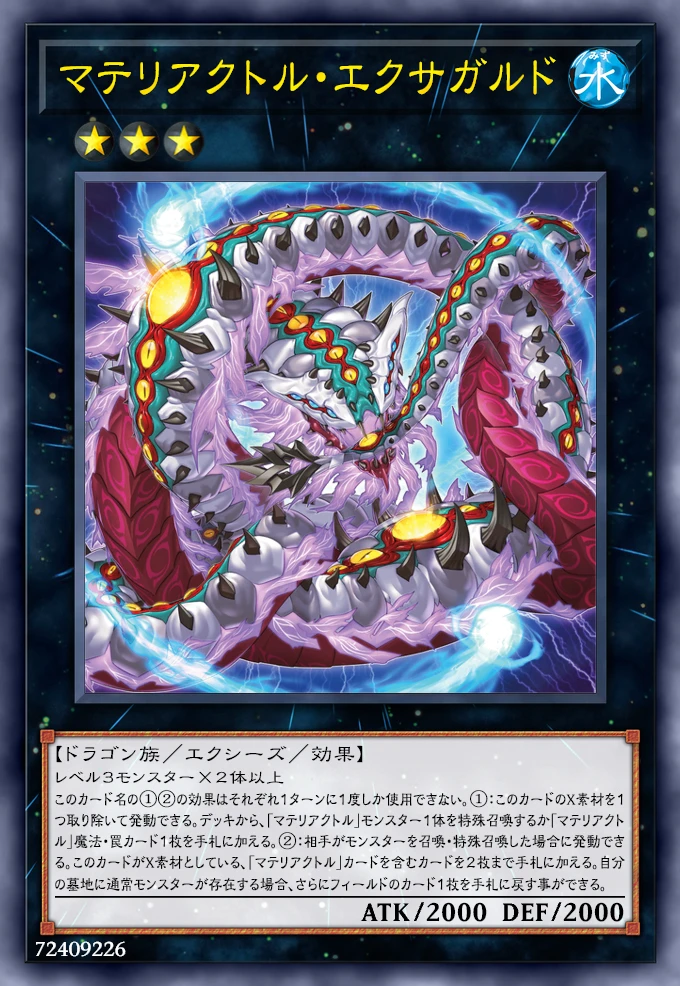 マテリアクトル・エクサガルド
みず
水
【ドラゴン族／エクシーズ／効果】
レベル3モンスター×2体以上
このカード名の①②の効果はそれぞれ1ターンに1度しか使用できない。①：このカードのX素材を1
つ取り除いて発動できる。デッキから、「マテリアクトル」モンスター1体を特殊召喚するか「マテリアクト
ル」魔法・罠カード1枚を手札に加える。②：相手がモンスターを召喚・特殊召喚した場合に発動でき
る。このカードがX素材としている、「マテリアクトル」カードを含むカードを2枚まで手札に加える。自分
の墓地に通常モンスターが存在する場合、さらにフィールドのカード1枚を手札に戻す事ができる。
ATK/2000 DEF/2000
72409226